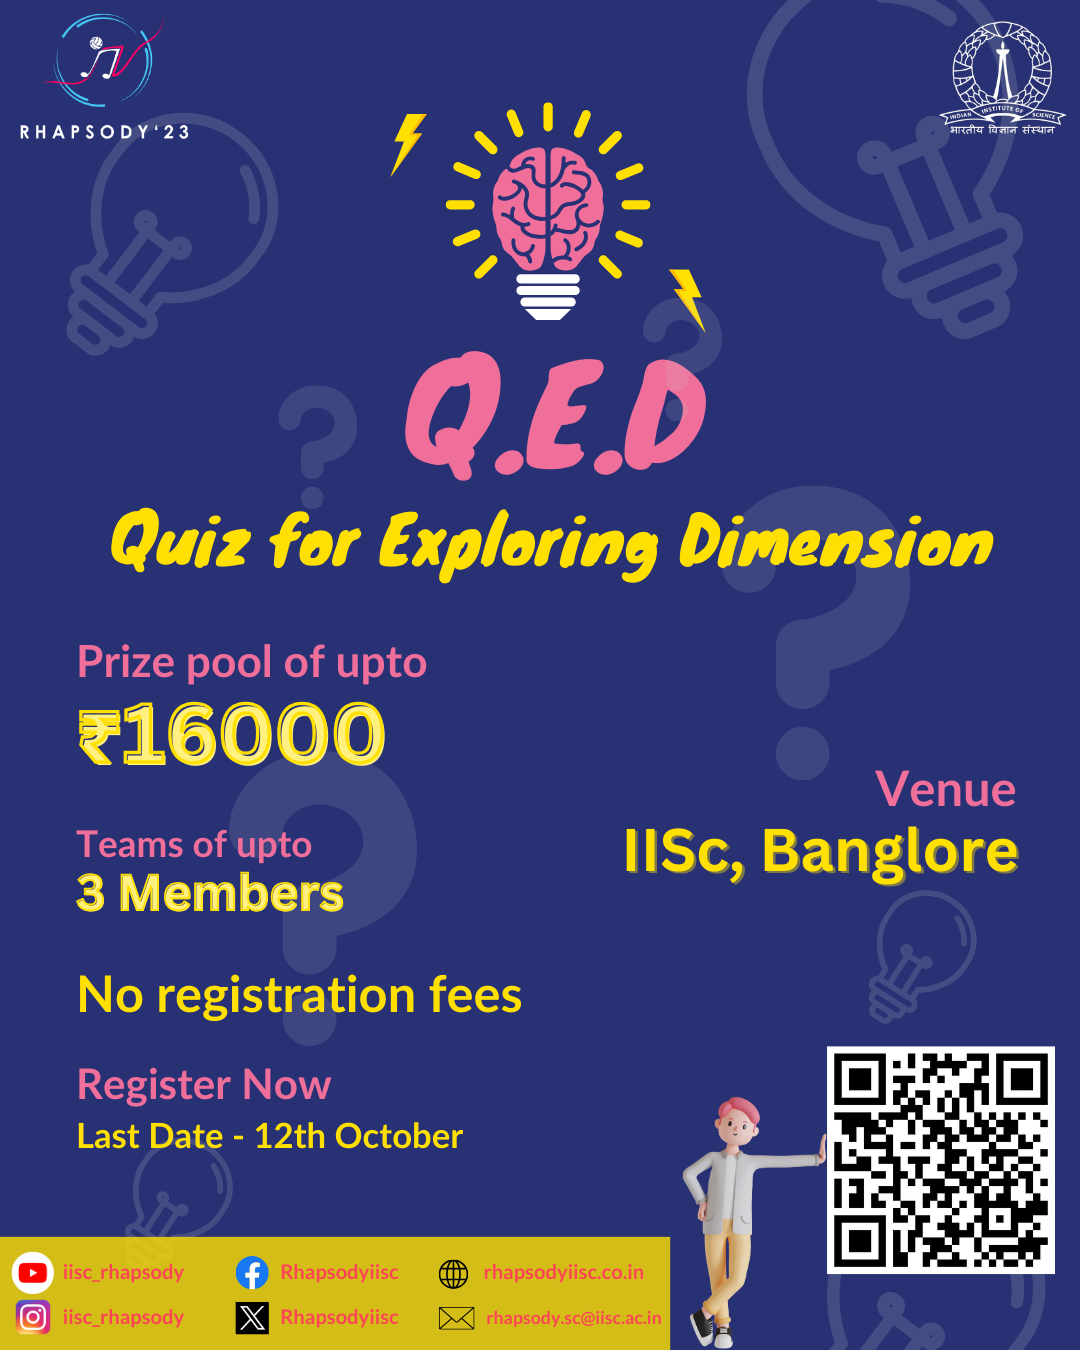 RHAPSODY'23
INDIAN INSTITUTE OF SCIENCE
भारतीय विज्ञान संस्थान
Q.E.D
Quiz for Exploring Dimension
Prize pool of upto
₹16000
Teams of upto
3 Members
Venue
IISc, Banglore
No registration fees
Register Now
Last Date - 12th October
iisc_rhapsody
Rhapsodyiisc
rhapsodyiisc.co.in
iisc_rhapsody
Rhapsodyiisc
rhapsody.sc@iisc.ac.in